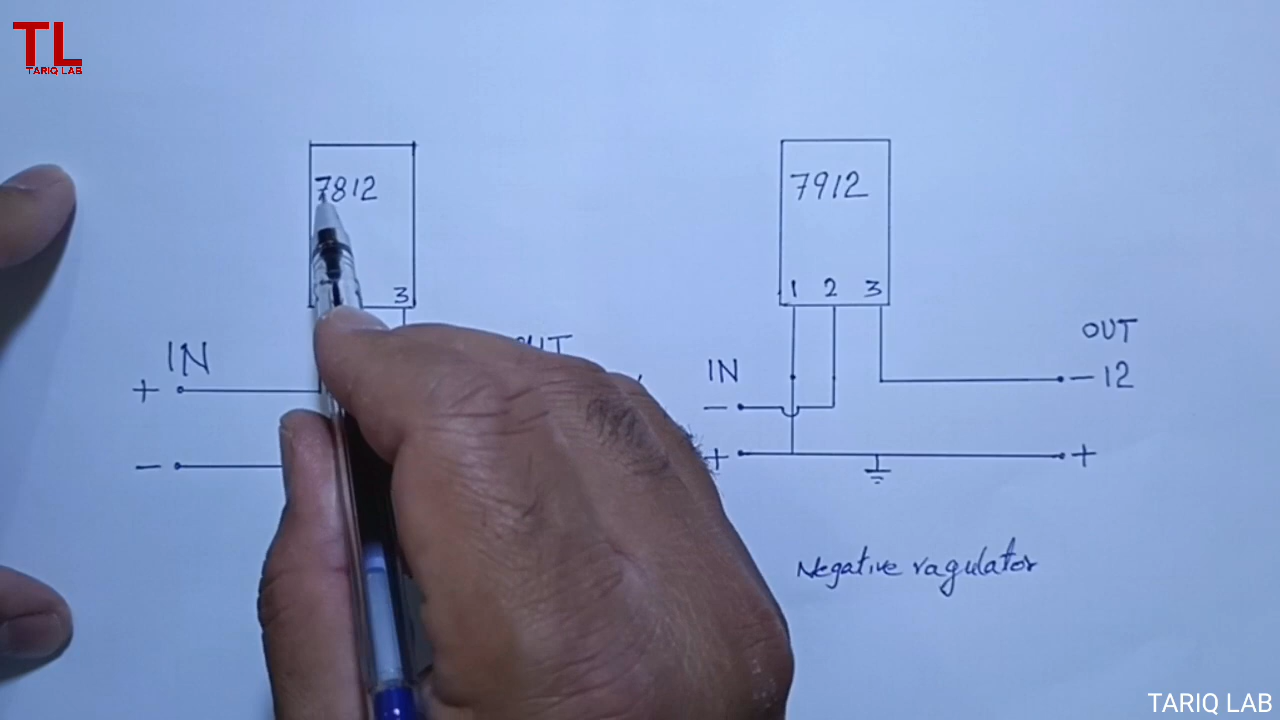 TL
TARIQ LAB
7812
3
IN
+
−
7912
1 2 3
IN
−
+
OUT
− 12
+
Negative ragulator
TARIQ LAB